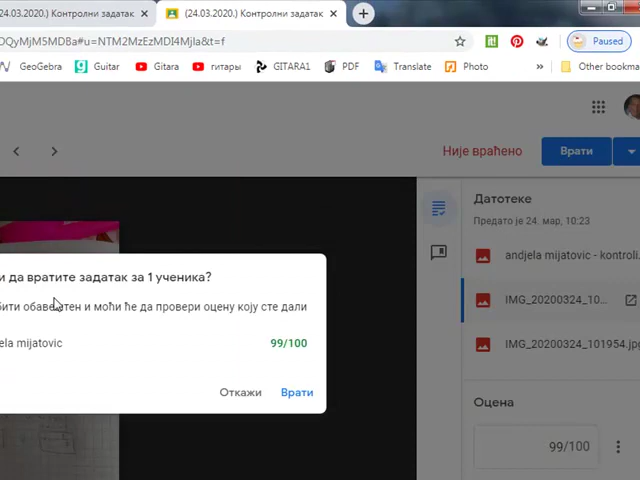 (24.03.2020.) Контролни задатак
(24.03.2020.) Контролни задатак
OQyMjM5MDBa#u=NTM2MzEzMDI4Mjla&t=f
Paused
GeoGebra Guitar Gitara гитары GITARA1 PDF Translate Photo » Other bookma
Није враћено
Врати
Датотеке
Предато је 24. мар, 10:23
andjela mijatovic - kontroli.
IMG_20200324_10...
IMG_20200324_101954.jpg
Оцена
99/100
и да вратите задатак за 1 ученика?
бити обавештен и моћи ће да провери оцену коју сте дали
ela mijatovic 99/100
Откажи Врати